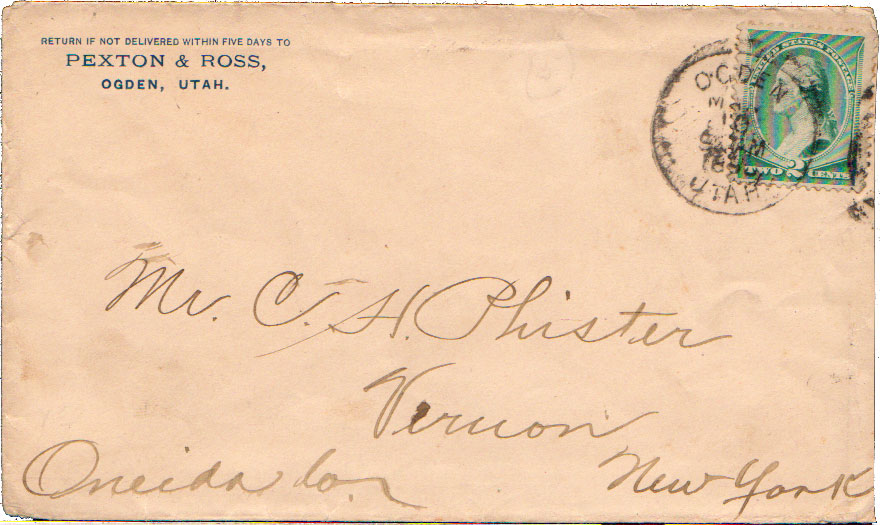 RETURN IF NOT DELIVERED WITHIN FIVE DAYS TO
PEXTON & ROSS,
OGDEN, UTAH.
OGDEN
UTAH
UNITED STATES POSTAGE
TWO 2 CENTS
Mr. C. H. Phister
Vernon
Oneida Co. New York